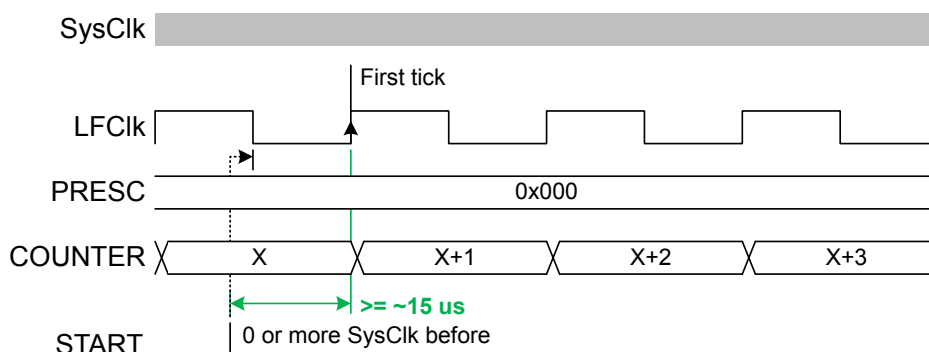 SysClk
First tick
LFClk
PRESC 0x000
COUNTER X X+1 X+2 X+3
>= ~15 us
0 or more SysClk before
START